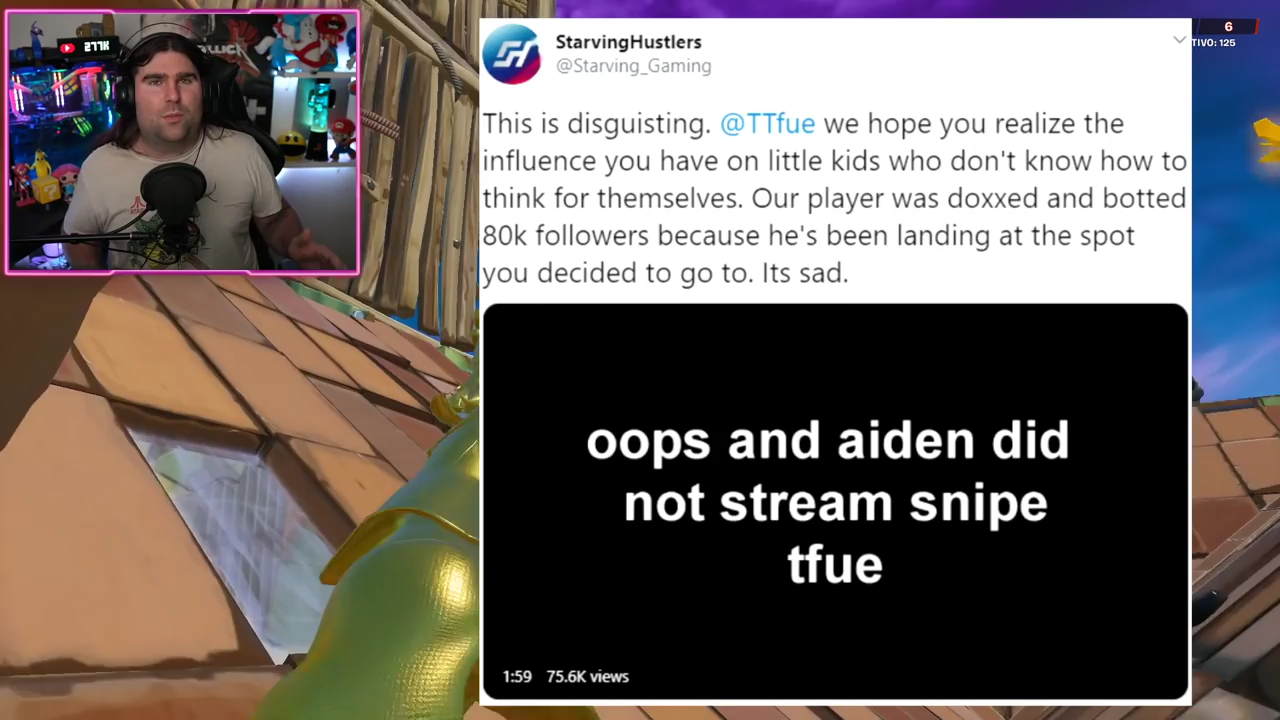 277K
StarvingHustlers
@Starving_Gaming
This is disgusting. @TTfue we hope you realize the
influence you have on little kids who don't know how to
think for themselves. Our player was doxxed and botted
80k followers because he's been landing at the spot
you decided to go to. Its sad.
oops and aiden did
not stream snipe
tfue
1:59 75.6K views
6
TIVO: 125